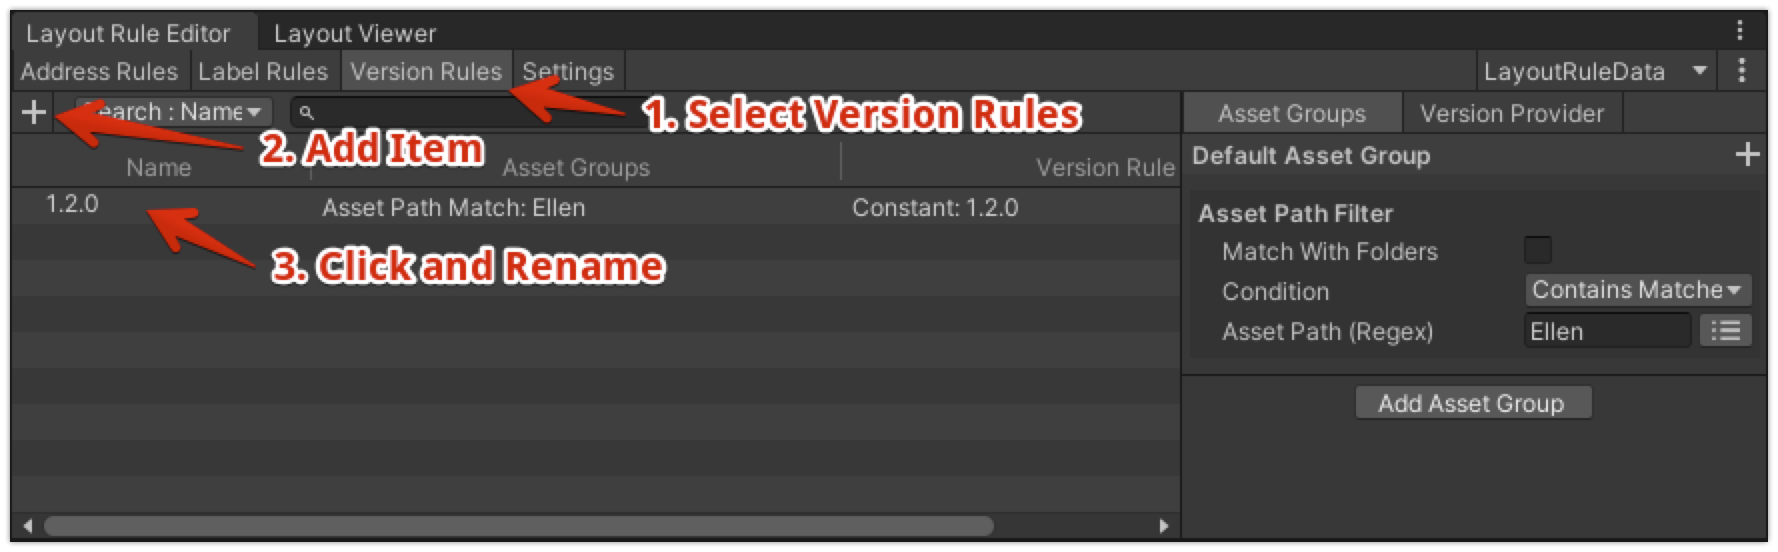 Layout Rule Editor Layout Viewer
Address Rules Label Rules Version Rules Settings LayoutRuleData
earch : Name 1. Select Version Rules Asset Groups Version Provider
2. Add Item
Default Asset Group
Name Asset Groups Version Rule
1.2.0 Asset Path Match: Ellen Constant: 1.2.0
Asset Path Filter
Match With Folders
3. Click and Rename
Condition Contains Matche
Asset Path (Regex) Ellen
Add Asset Group